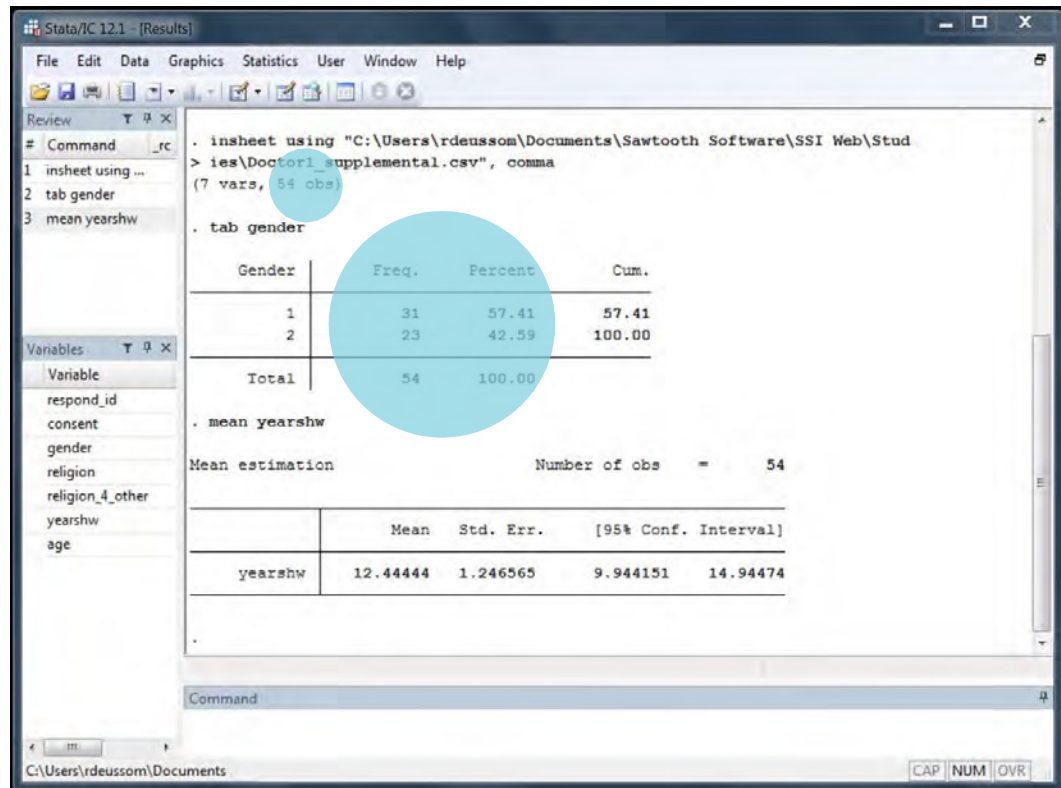 Stata/IC 12.1 - [Results]
File Edit Data Graphics Statistics User Window Help
Review
# Command _rc
1 insheet using ...
2 tab gender
3 mean yearshw
Variables
Variable
respond_id
consent
gender
religion
religion_4_other
yearshw
age
. insheet using "C:\Users\rdeussom\Documents\Sawtooth Software\SSI Web\Stud
> ies\Doctor1_supplemental.csv", comma
(7 vars, 54 obs)
. tab gender
Gender Freq. Percent Cum.
1 31 57.41 57.41
2 23 42.59 100.00
Total 54 100.00
. mean yearshw
Mean estimation Number of obs = 54
Mean Std. Err. [95% Conf. Interval]
yearshw 12.44444 1.246565 9.944151 14.94474
.
Command
C:\Users\rdeussom\Documents
CAP NUM OVR